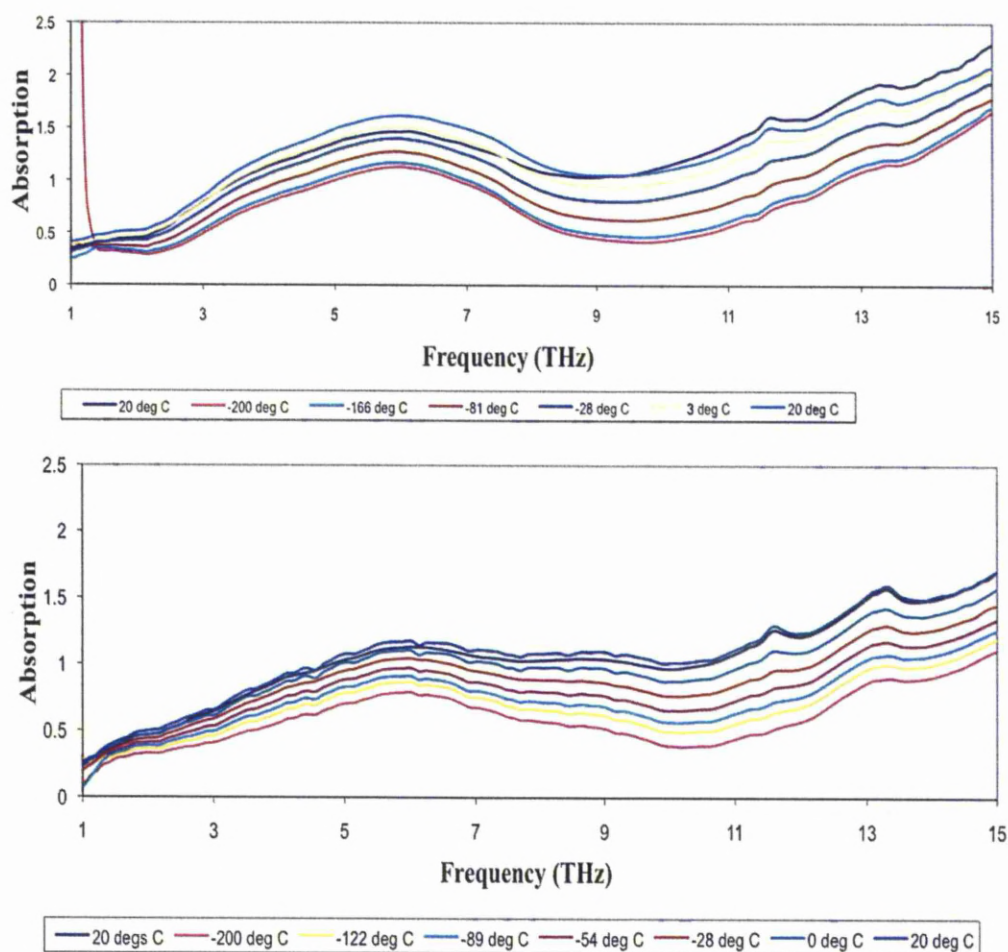 2.5
2
1.5
1
0.5
0
Absorption
1 3 5 7 9 11 13 15
Frequency (THz)
20 deg C -200 deg C -166 deg C -81 deg C -28 deg C 3 deg C 20 deg C
2.5
2
1.5
1
0.5
0
Absorption
1 3 5 7 9 11 13 15
Frequency (THz)
20 degs C -200 deg C -122 deg C -89 deg C -54 deg C -28 deg C 0 deg C 20 deg C